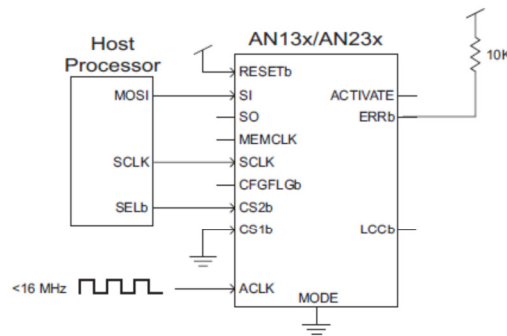 Host
Processor
AN13x/AN23x
10K
RESETb
MOSI
SI
ACTIVATE
SO
ERRb
MEMCLK
SCLK
SCLK
CFGFLGb
SELb
CS2b
CS1b
LCCb
<16 MHz
ACLK
MODE